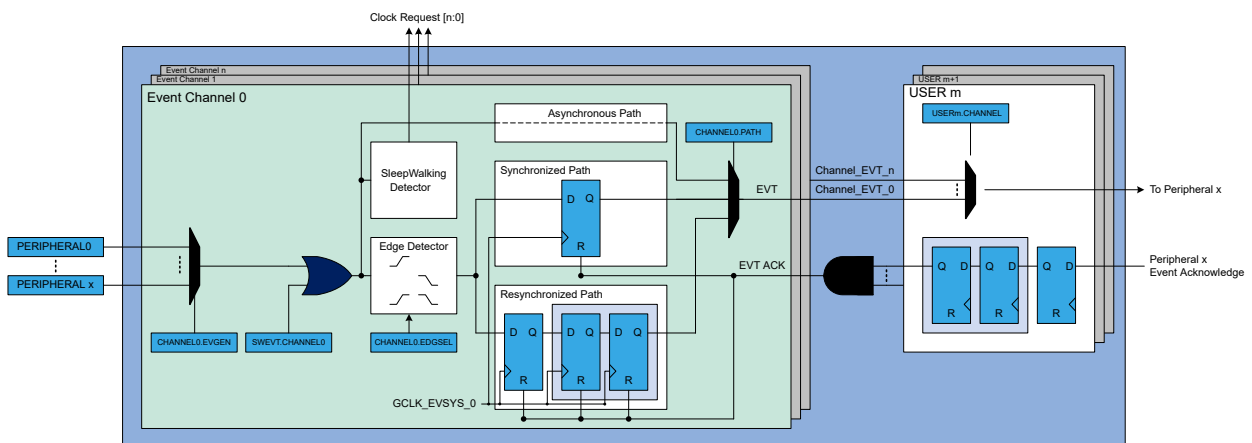 Clock Request [n:0]
Event Channel n
Event Channel 1
Event Channel 0
USER m+1
USER m
Asynchronous Path
CHANNEL0.PATH
USERm.CHANNEL
SleepWalking
Detector
Synchronized Path
D Q
R
EVT
Channel_EVT_n
Channel_EVT_0
To Peripheral x
PERIPHERAL0
PERIPHERAL x
Edge Detector
EVT ACK
Q D
R
Q D
R
Q D
R
Peripheral x
Event Acknowledge
Resynchronized Path
D Q
R
D Q
R
D Q
R
CHANNEL0.EVGEN
SWEVT.CHANNEL0
CHANNEL0.EDGSEL
GCLK_EVSYS_0